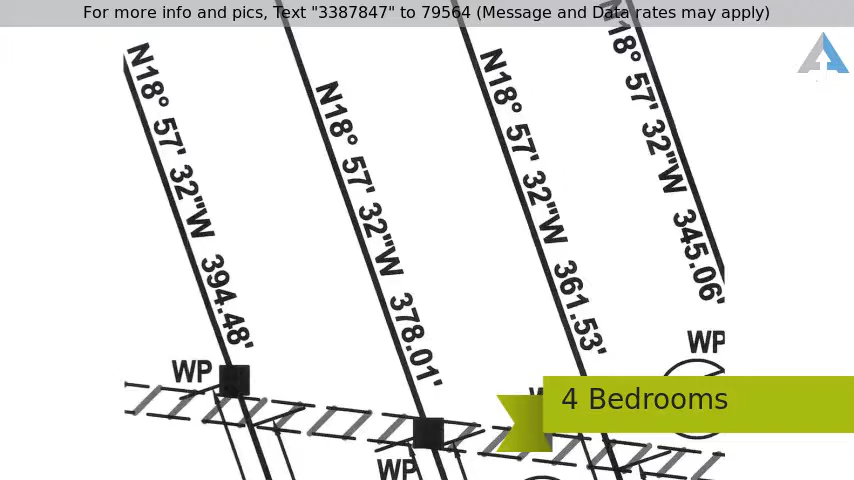 For more info and pics, Text "3387847" to 79564 (Message and Data rates may apply)
N18° 57' 32"W 394.48'
N18° 57' 32"W 378.01'
N18° 57' 32"W 361.53'
N18° 57' 32"W 345.06'
WP
WP
WP
4 Bedrooms